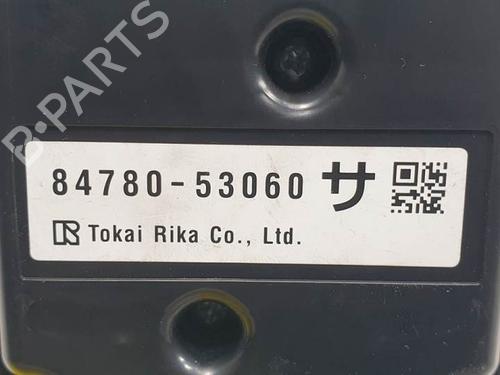 B-PARTS
84780-53060 サ
Tokai Rika Co., Ltd.